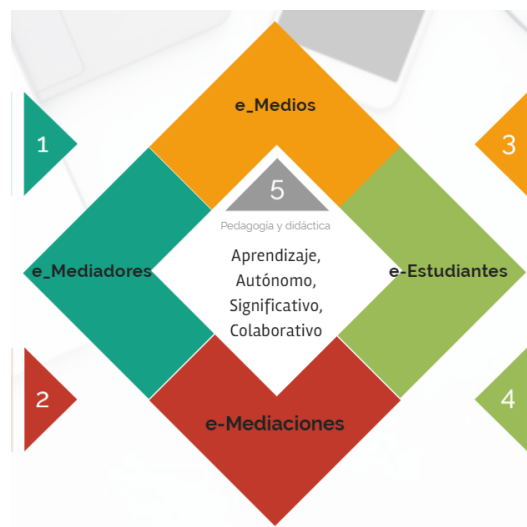 e_Medios
1
3
5
Pedagogía y didáctica
Aprendizaje,
Autónomo,
Significativo,
Colaborativo
e_Mediadores
e-Estudiantes
2
4
e-Mediaciones